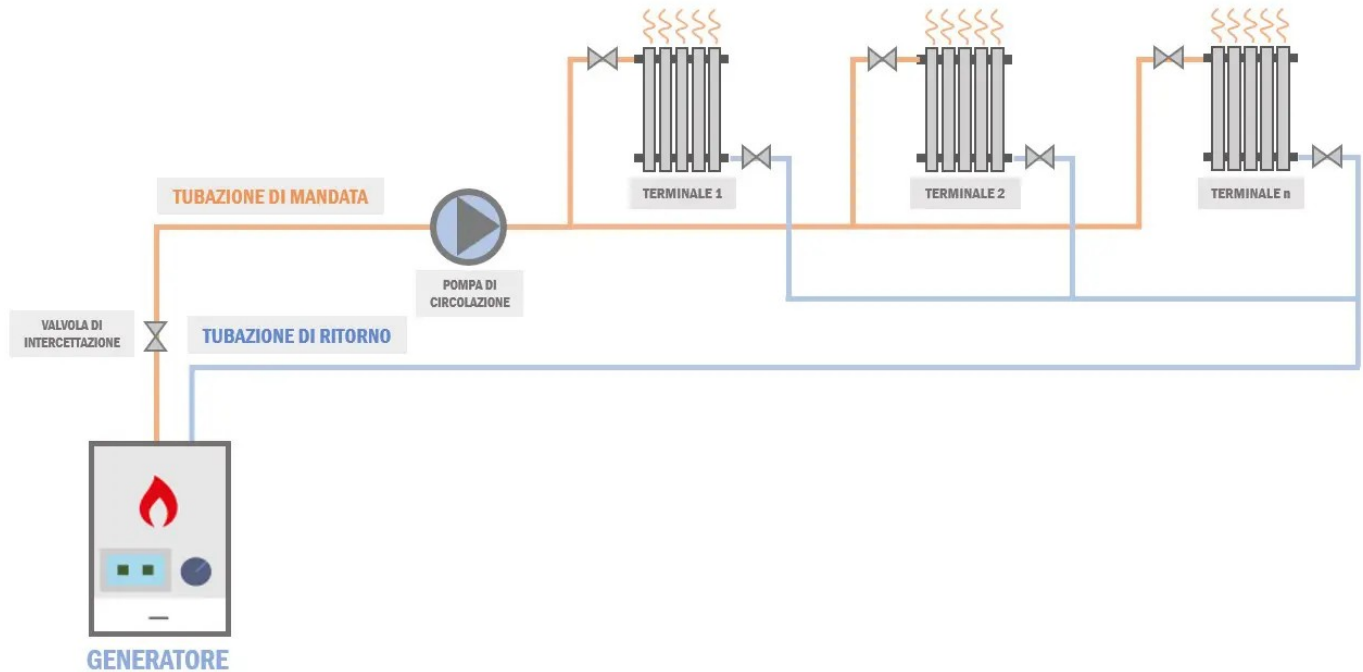 TERMINALE 1
TERMINALE 2
TERMINALE n
TUBAZIONE DI MANDATA
POMPA DI
CIRCOLAZIONE
VALVOLA DI
INTERCETTAZIONE
TUBAZIONE DI RITORNO
GENERATORE